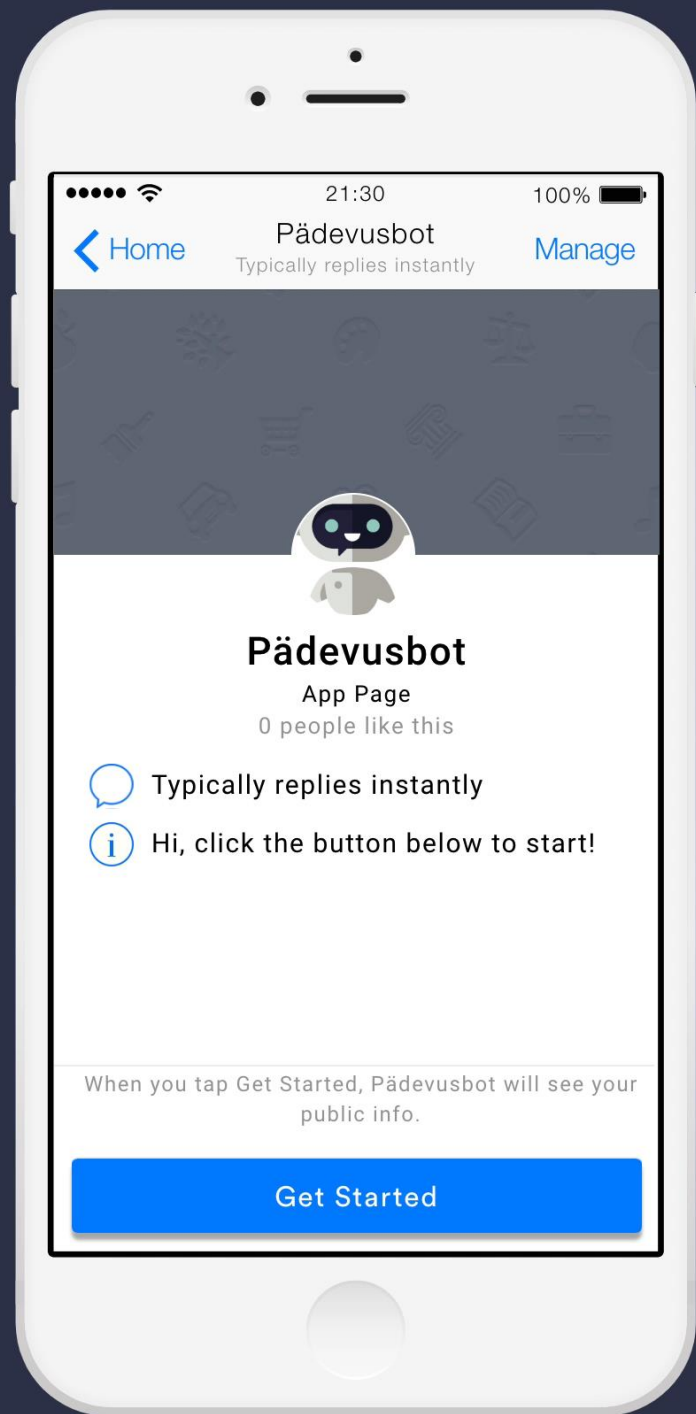 21:30
100%
Home
Pädevusbot
Manage
Typically replies instantly
Pädevusbot
App Page
0 people like this
Typically replies instantly
Hi, click the button below to start!
When you tap Get Started, Pädevusbot will see your
public info.
Get Started